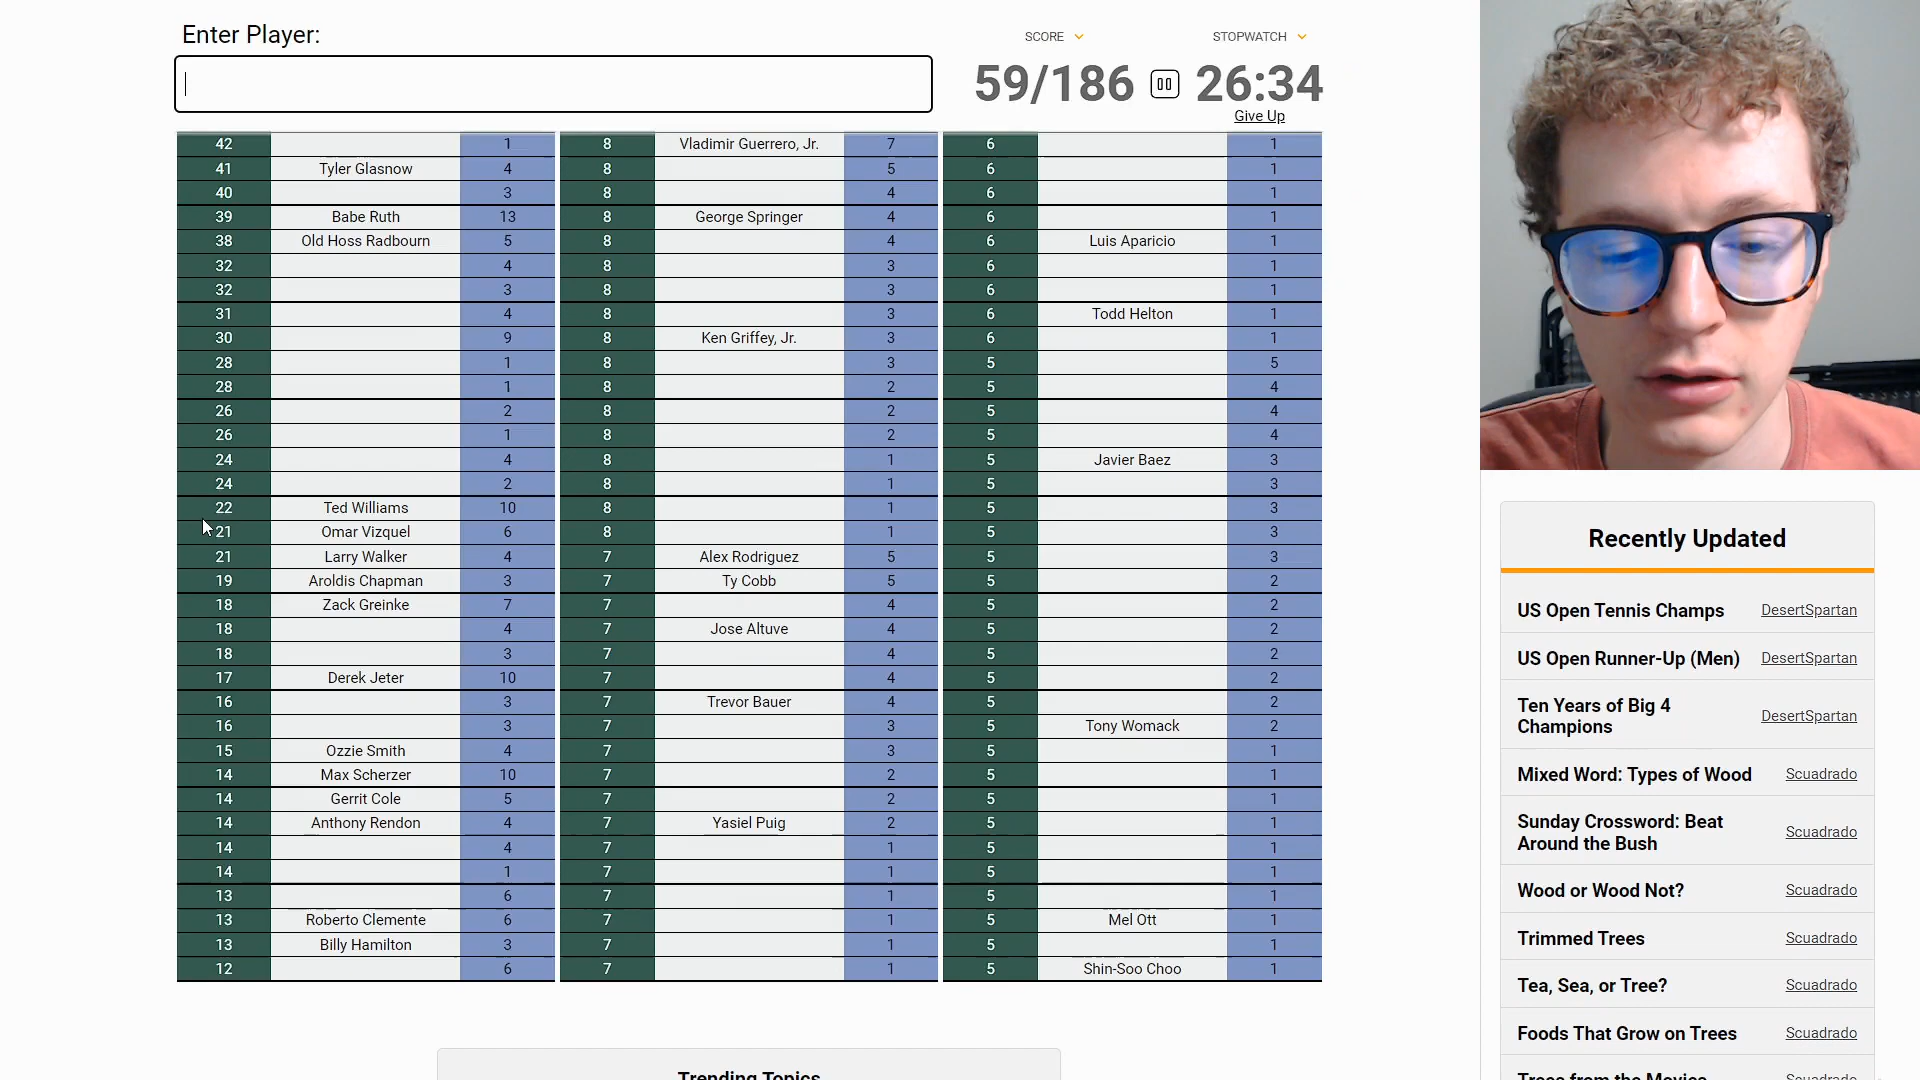 Enter Player:
SCORE
STOPWATCH
59/186
26:34
Give Up
42 1
41 Tyler Glasnow 4
40 3
39 Babe Ruth 13
38 Old Hoss Radbourn 5
32 4
32 3
31 4
30 9
28 1
28 1
26 2
26 1
24 4
24 2
22 Ted Williams 10
21 Omar Vizquel 6
21 Larry Walker 4
19 Aroldis Chapman 3
18 Zack Greinke 7
18 4
18 3
17 Derek Jeter 10
16 3
16 3
15 Ozzie Smith 4
14 Max Scherzer 10
14 Gerrit Cole 5
14 Anthony Rendon 4
14 4
14 1
13 6
13 Roberto Clemente 6
13 Billy Hamilton 3
12 6
8 Vladimir Guerrero, Jr. 7
8 5
8 4
8 George Springer 4
8 4
8 3
8 3
8 3
8 Ken Griffey, Jr. 3
8 3
8 2
8 2
8 2
8 1
8 1
8 1
8 1
7 Alex Rodriguez 5
7 Ty Cobb 5
7 4
7 Jose Altuve 4
7 4
7 4
7 Trevor Bauer 4
7 3
7 3
7 2
7 2
7 Yasiel Puig 2
7 1
7 1
7 1
7 1
7 1
7 1
6 1
6 1
6 1
6 1
6 Luis Aparicio 1
6 1
6 1
6 Todd Helton 1
6 1
5 5
5 4
5 4
5 4
5 Javier Baez 3
5 3
5 3
5 3
5 3
5 2
5 2
5 2
5 2
5 2
5 2
5 Tony Womack 2
5 1
5 1
5 1
5 1
5 1
5 1
5 1
5 Mel Ott 1
5 1
5 Shin-Soo Choo 1
Trending Topics
Recently Updated
US Open Tennis Champs DesertSpartan
US Open Runner-Up (Men) DesertSpartan
Ten Years of Big 4
Champions DesertSpartan
Mixed Word: Types of Wood Scuadrado
Sunday Crossword: Beat
Around the Bush Scuadrado
Wood or Wood Not? Scuadrado
Trimmed Trees Scuadrado
Tea, Sea, or Tree? Scuadrado
Foods That Grow on Trees Scuadrado
Trees from the Movies Scuadrado